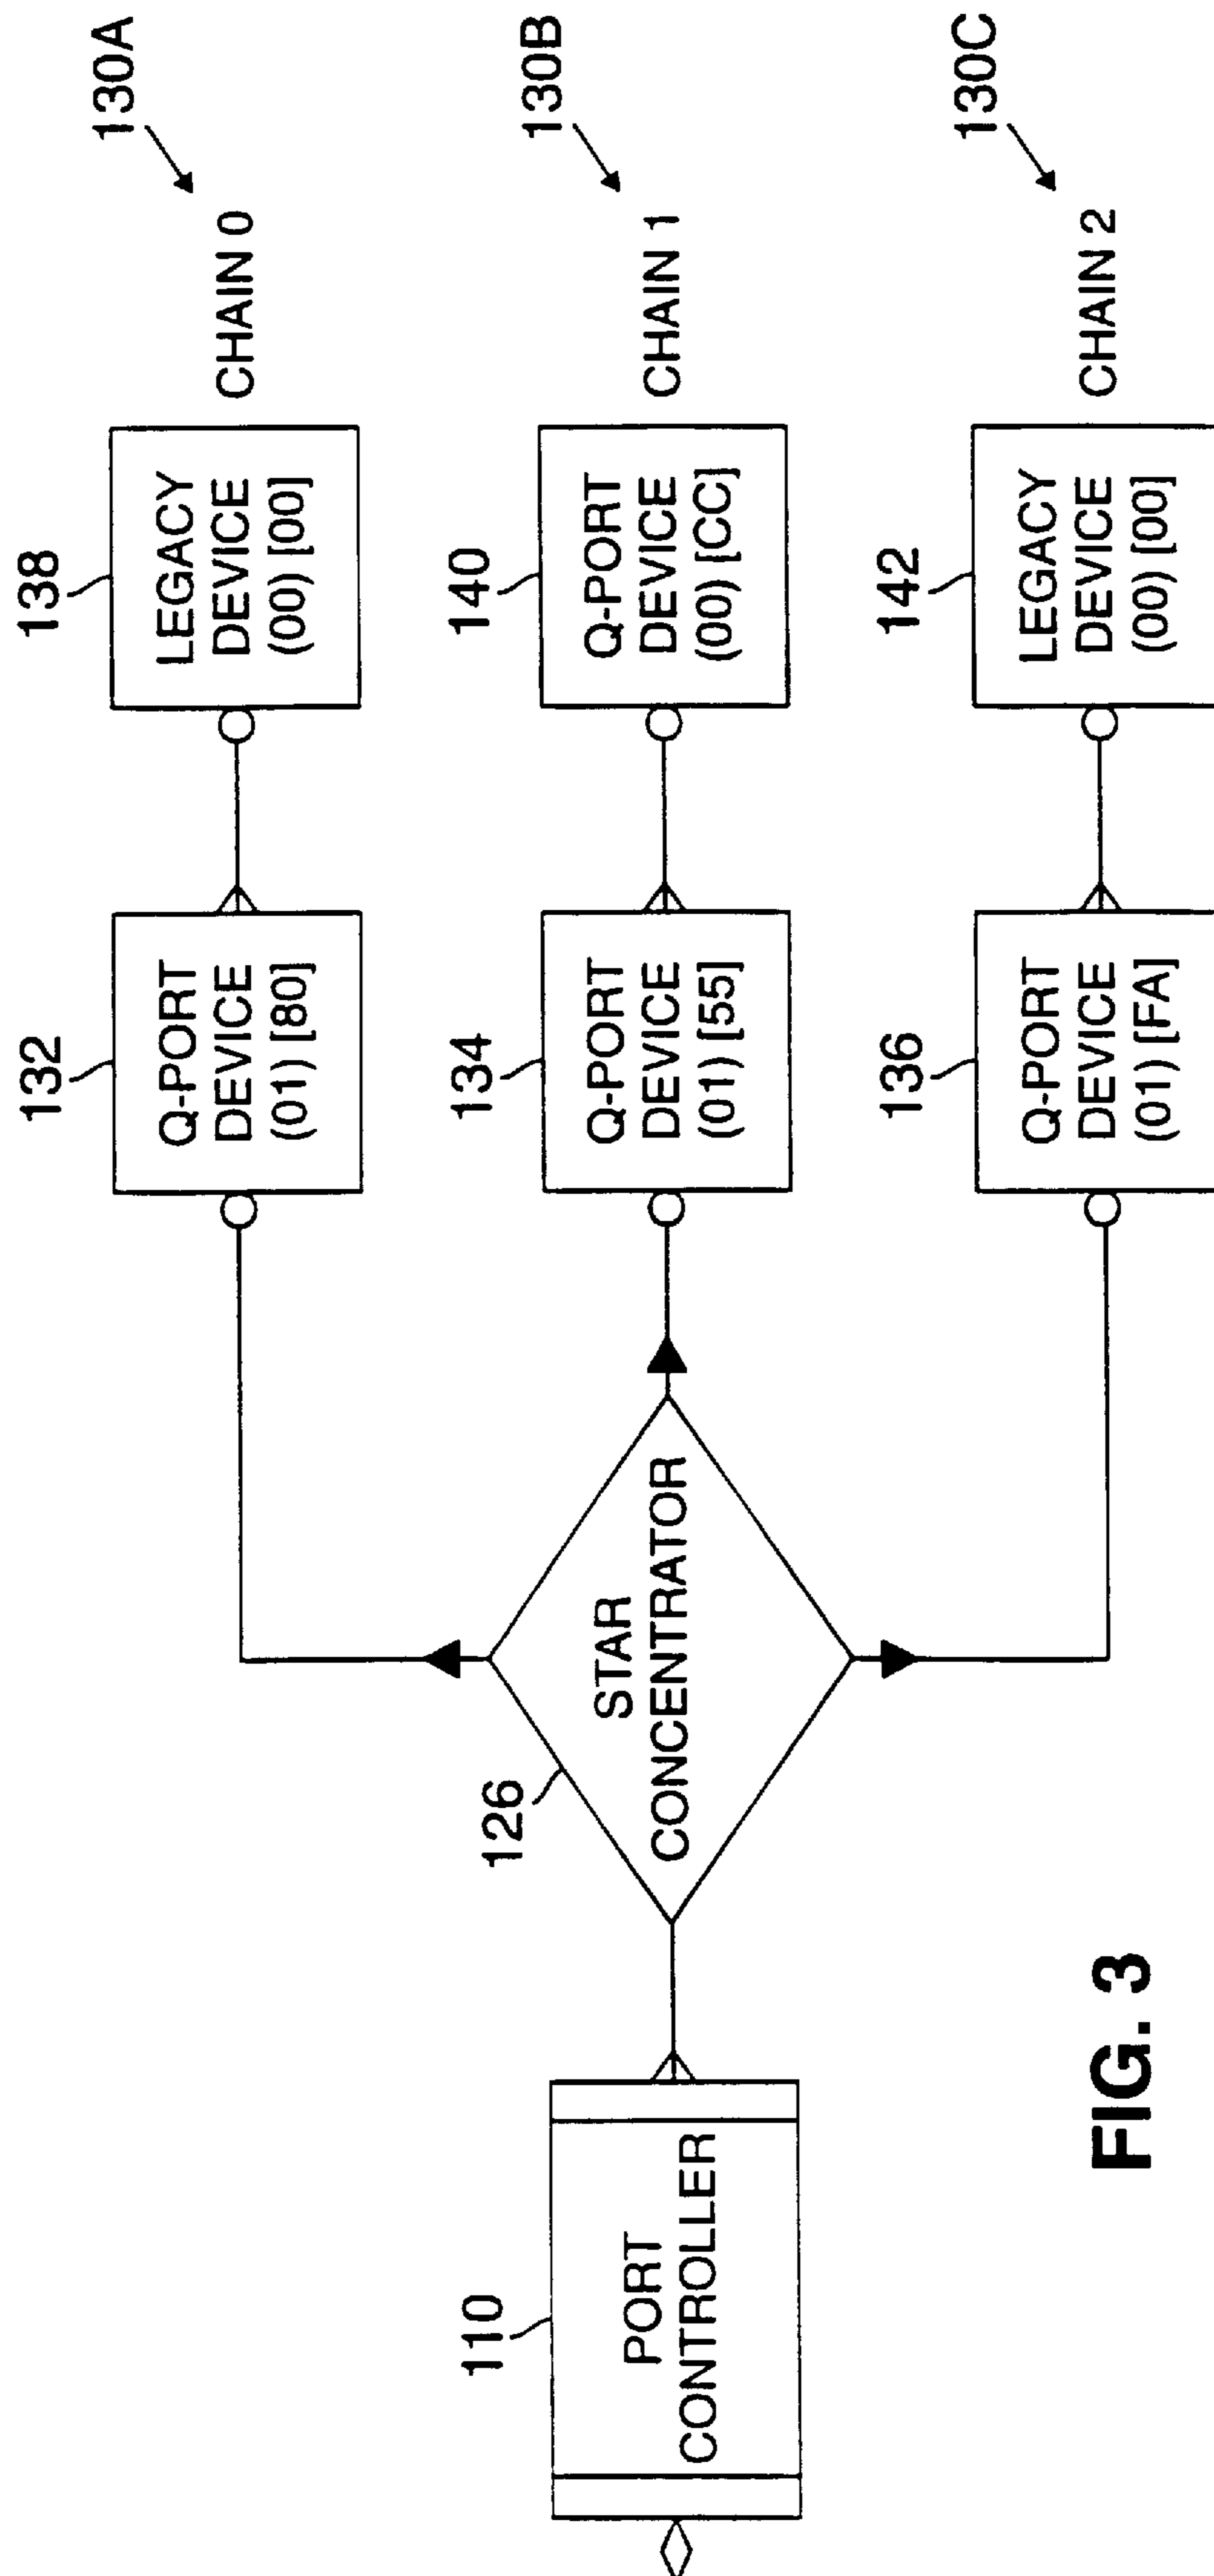 130A
CHAIN 0
138
LEGACY
DEVICE
(00) [00]
132
Q-PORT
DEVICE
(01) [80]
130B
CHAIN 1
140
Q-PORT
DEVICE
(00) [CC]
134
Q-PORT
DEVICE
(01) [55]
130C
CHAIN 2
142
LEGACY
DEVICE
(00) [00]
136
Q-PORT
DEVICE
(01) [FA]
126
STAR
CONCENTRATOR
110
PORT
CONTROLLER
FIG. 3